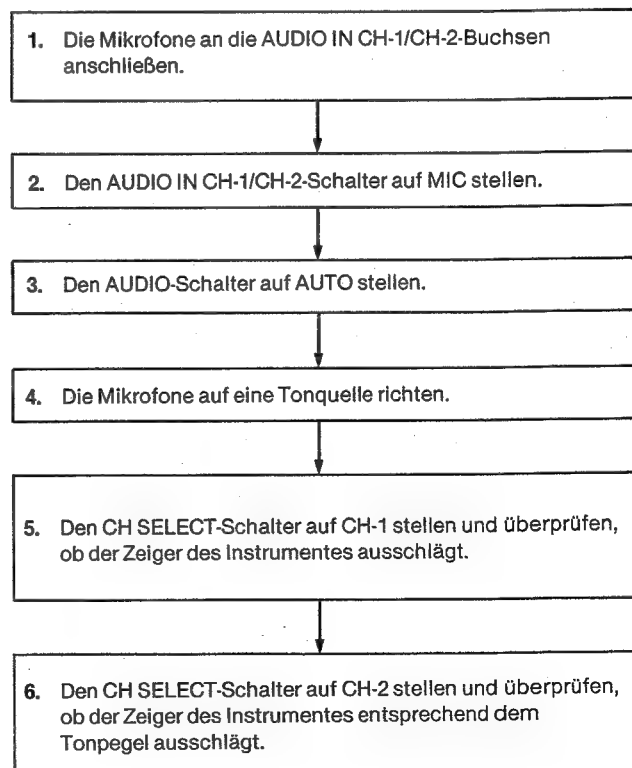 1. Die Mikrofone an die AUDIO IN CH-1/CH-2-Buchsen
anschließen.
2. Den AUDIO IN CH-1/CH-2-Schalter auf MIC stellen.
3. Den AUDIO-Schalter auf AUTO stellen.
4. Die Mikrofone auf eine Tonquelle richten.
5. Den CH SELECT-Schalter auf CH-1 stellen und überprüfen,
ob der Zeiger des Instrumentes ausschlägt.
6. Den CH SELECT-Schalter auf CH-2 stellen und überprüfen,
ob der Zeiger des Instrumentes entsprechend dem
Tonpegel ausschlägt.